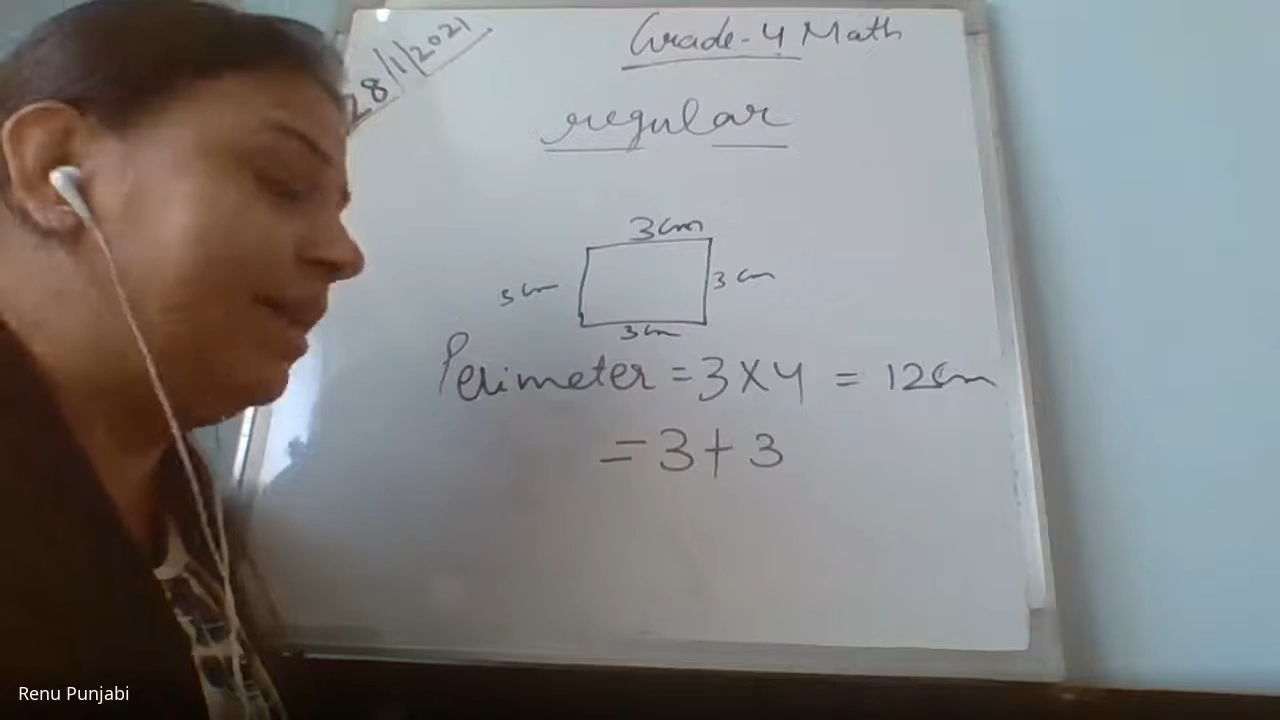 28/1/2021
Grade-4 Math
regular
3cm
3cm
3cm
3cm
Perimeter = 3 X 4 = 12cm
= 3 + 3
Renu Punjabi